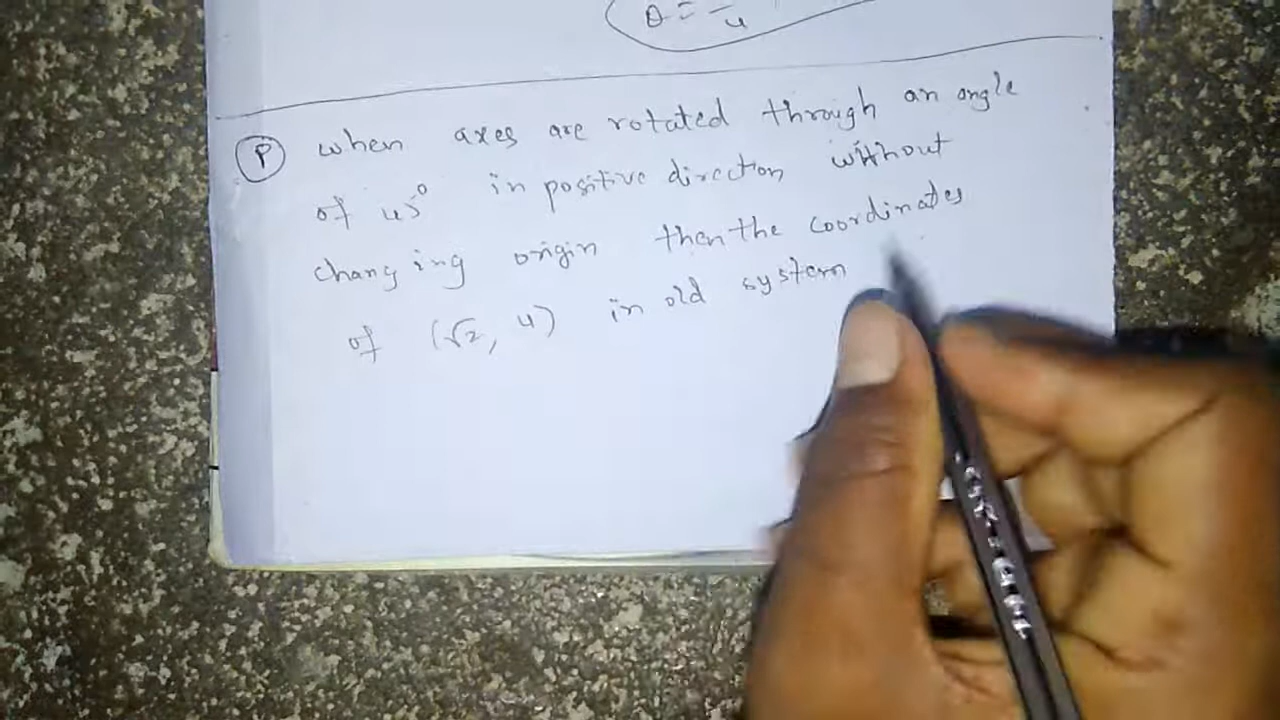 θ = — 4
P when axes are rotated through an angle
of 45° in positive direction without
changing origin then the coordinates
of (√2, 4) in old system